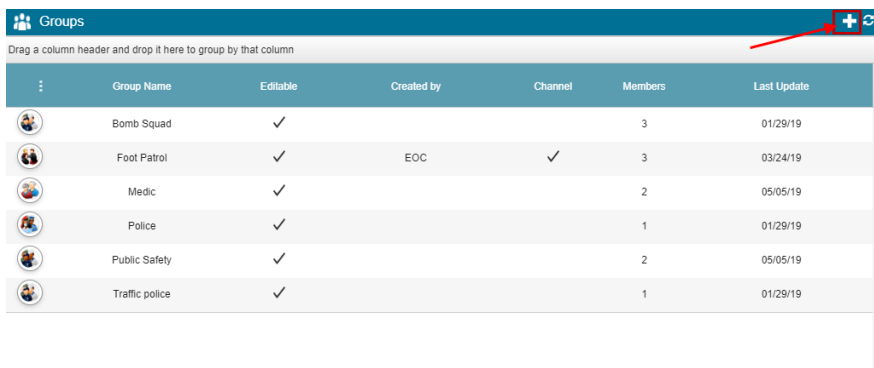 Groups
Drag a column header and drop it here to group by that column
Group Name Editable Created by Channel Members Last Update
Bomb Squad 3 01/29/19
Foot Patrol EOC 3 03/24/19
Medic 2 05/05/19
Police 1 01/29/19
Public Safety 2 05/05/19
Traffic police 1 01/29/19